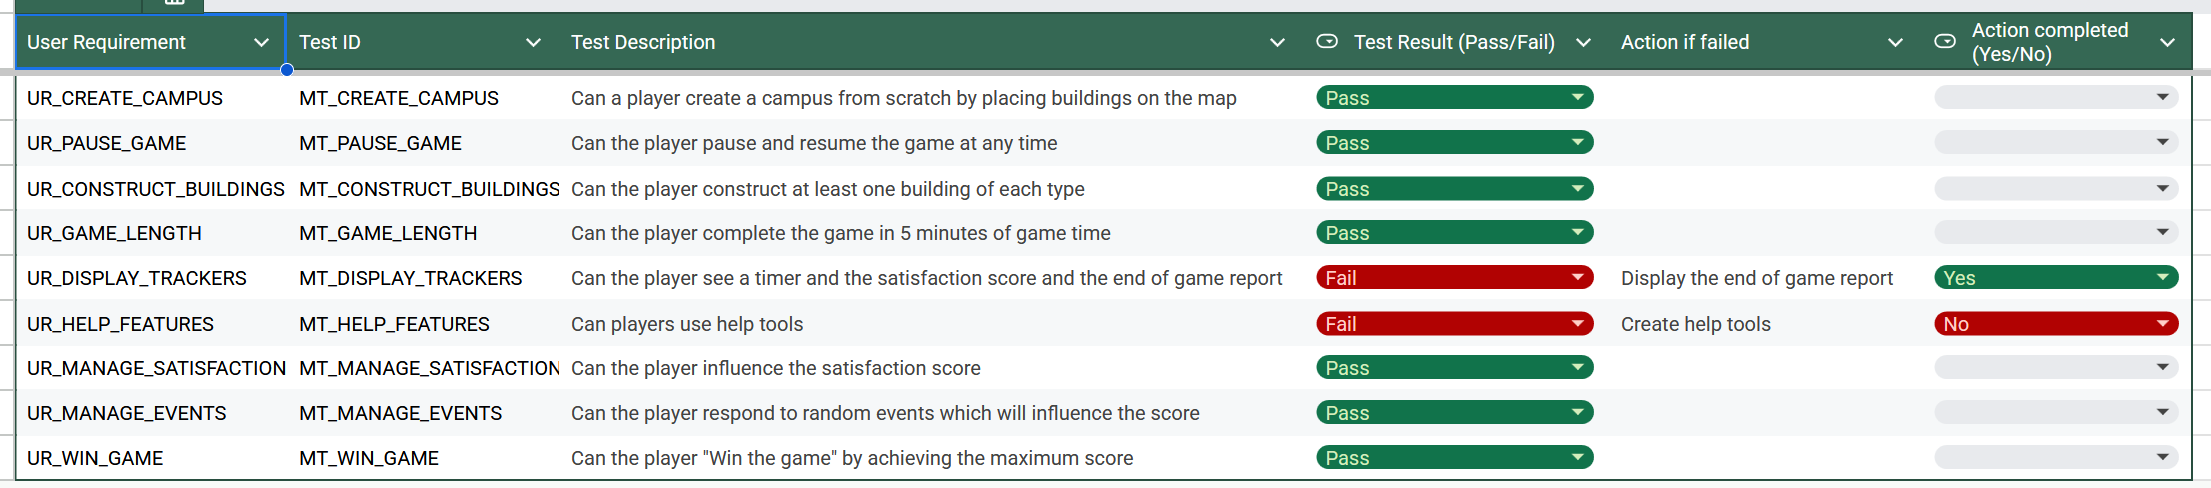 User Requirement Test ID Test Description Test Result (Pass/Fail) Action if failed Action completed (Yes/No)
UR_CREATE_CAMPUS MT_CREATE_CAMPUS Can a player create a campus from scratch by placing buildings on the map Pass
UR_PAUSE_GAME MT_PAUSE_GAME Can the player pause and resume the game at any time Pass
UR_CONSTRUCT_BUILDINGS MT_CONSTRUCT_BUILDINGS Can the player construct at least one building of each type Pass
UR_GAME_LENGTH MT_GAME_LENGTH Can the player complete the game in 5 minutes of game time Pass
UR_DISPLAY_TRACKERS MT_DISPLAY_TRACKERS Can the player see a timer and the satisfaction score and the end of game report Fail Display the end of game report Yes
UR_HELP_FEATURES MT_HELP_FEATURES Can players use help tools Fail Create help tools No
UR_MANAGE_SATISFACTION MT_MANAGE_SATISFACTION Can the player influence the satisfaction score Pass
UR_MANAGE_EVENTS MT_MANAGE_EVENTS Can the player respond to random events which will influence the score Pass
UR_WIN_GAME MT_WIN_GAME Can the player "Win the game" by achieving the maximum score Pass